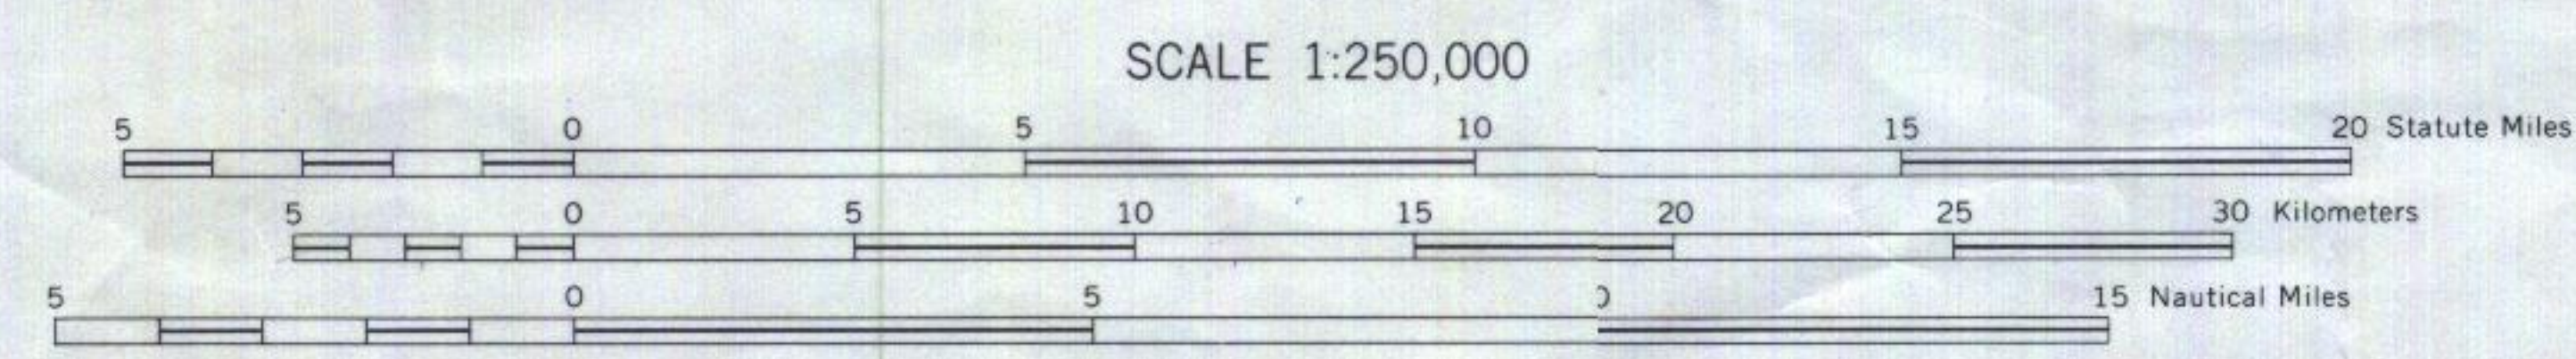 SCALE 1:250,000
5 0 5 10 15 20 Statute Miles
5 0 5 10 15 20 25 30 Kilometers
5 0 5 0 15 Nautical Miles